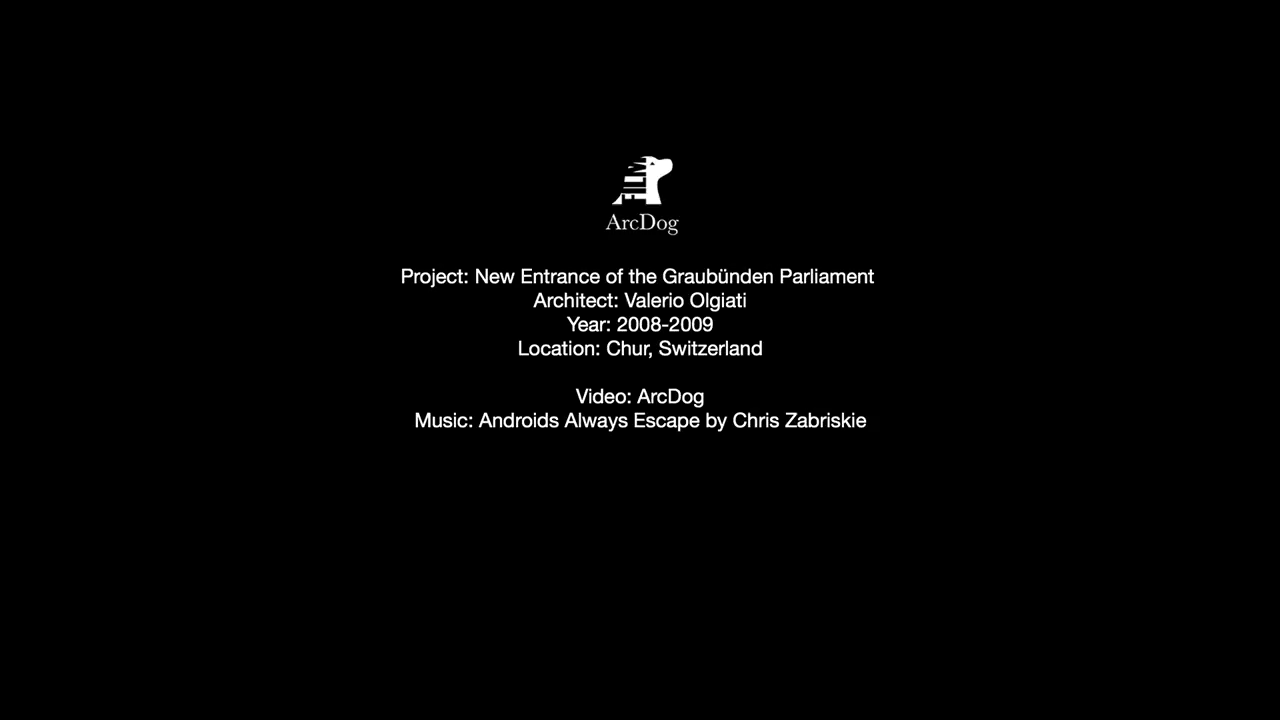 FILM
ArcDog
Project: New Entrance of the Graubünden Parliament
Architect: Valerio Olgiati
Year: 2008-2009
Location: Chur, Switzerland
Video: ArcDog
Music: Androids Always Escape by Chris Zabriskie